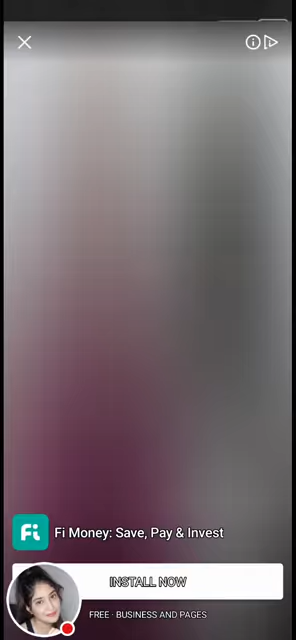 Fi
Fi Money: Save, Pay & Invest
INSTALL NOW
FREE · BUSINESS AND PAGES